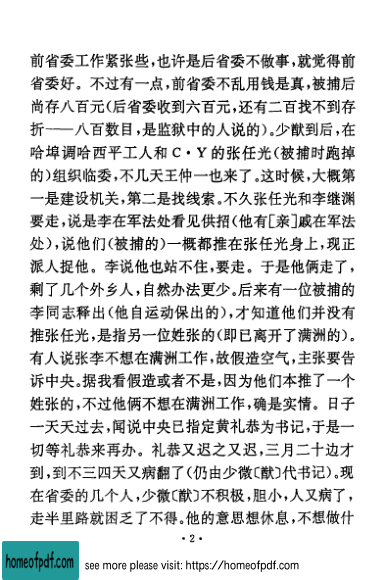 前省委工作紧张些,也许是后省委不做事,就觉得前
省委好。不过有一点,前省委不乱用钱是真,被捕后
尚存八百元(后省委收到六百元,还有二百找不到存
折——八百数目,是监狱中的人说的)。少猷到后,在
哈埠调哈西平工人和C·Y的张任光(被捕时跑掉
的)组织临委,不几天王仲一也来了。这时候,大概第
一是建设机关,第二是找线索。不久张任光和李继渊
要走,说是李在军法处看见供招(他有[亲]戚在军法
处),说他们(被捕的)一概都推在张任光身上,现正
派人捉他。李说他也站不住,要走。于是他俩走了,
剩了几个外乡人,自然办法更少。后来有一位被捕的
李同志释出(他自运动保出的),才知道他们并没有
推张任光,是指另一位姓张的(即已离开了满洲的)。
有人说张李不想在满洲工作,故假造空气,主张要告
诉中央。据我看假造或者不是,因为他们本推了一个
姓张的,不过他俩不想在满洲工作,确是实情。日子
一天天过去,闻说中央已指定黄礼恭为书记,于是一
切等礼恭来再办。礼恭又迟之又迟,三月二十边才
到,到不三四天又病翻了(仍由少微〔猷〕代书记)。现
在省委的几个人,少微〔猷〕不积极,胆小,人又病了,
走半里路就困乏了不得。他的意思想休息,不想做什
·2·
homeofpdf.com
see more please visit: https://homeofpdf.com